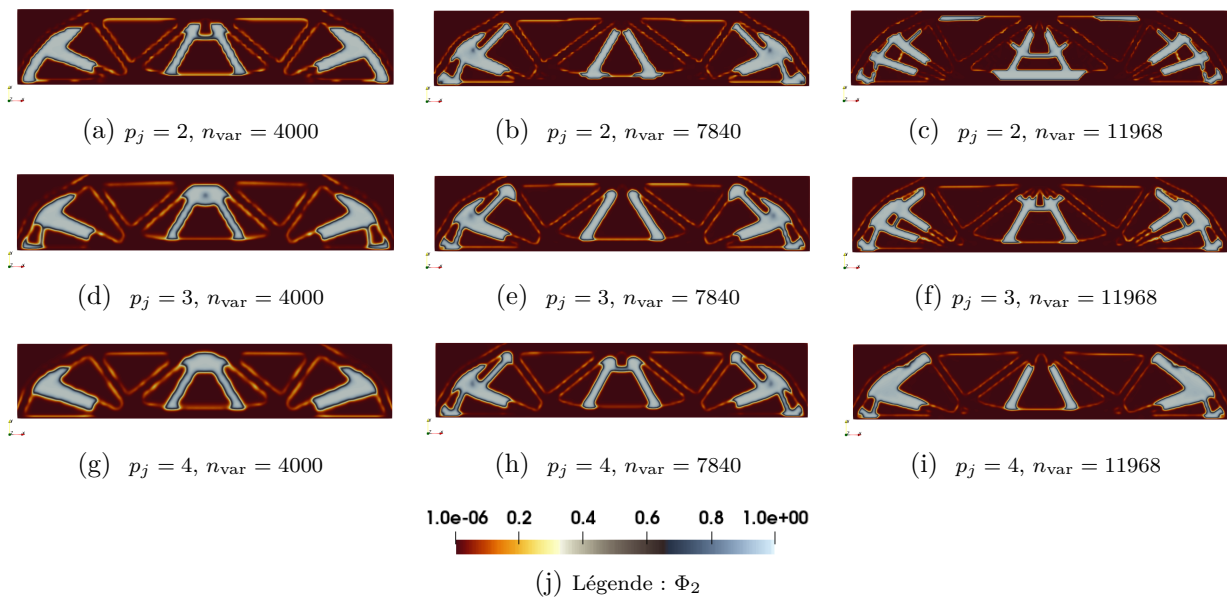 (a) p_j = 2, n_var = 4000
(b) p_j = 2, n_var = 7840
(c) p_j = 2, n_var = 11968
(d) p_j = 3, n_var = 4000
(e) p_j = 3, n_var = 7840
(f) p_j = 3, n_var = 11968
(g) p_j = 4, n_var = 4000
(h) p_j = 4, n_var = 7840
(i) p_j = 4, n_var = 11968
1.0e-06 0.2 0.4 0.6 0.8 1.0e+00
(j) Légende : Φ₂